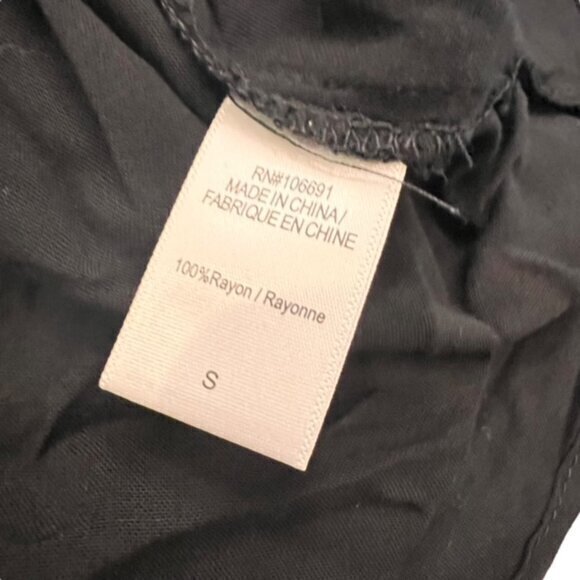 RN#106691
MADE IN CHINA/
FABRIQUE EN CHINE
100%Rayon / Rayonne
S